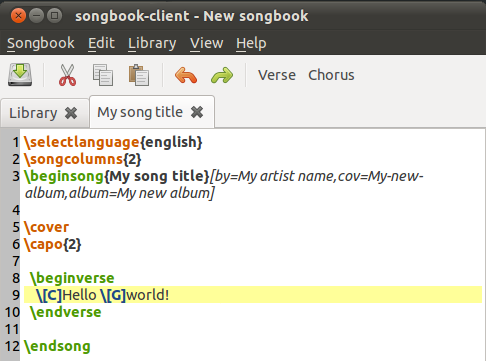 songbook-client - New songbook
Songbook Edit Library View Help
Verse Chorus
Library My song title
1 \selectlanguage{english}
2 \songcolumns{2}
3 \beginsong{My song title}[by=My artist name,cov=My-new-
album,album=My new album]
4
5 \cover
6 \capo{2}
7
8 \beginverse
9 \[C]Hello \[G]world!
10 \endverse
11
12 \endsong